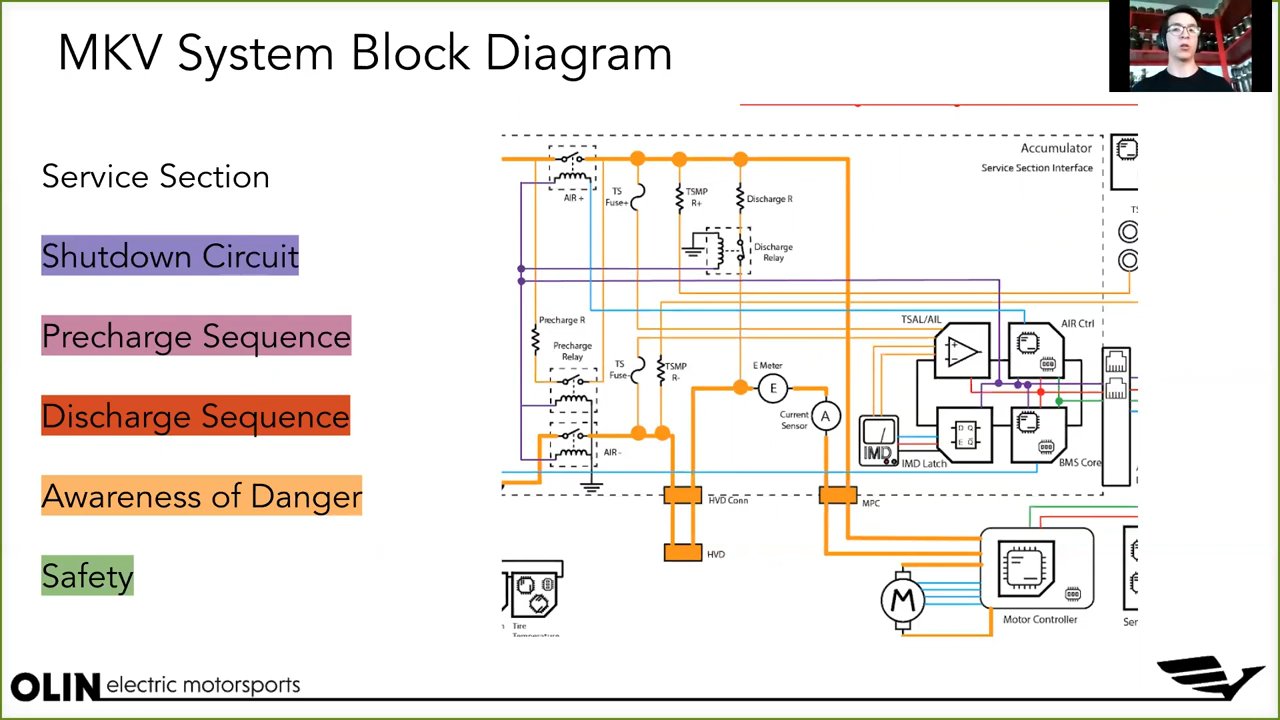 MKV System Block Diagram
Service Section
Shutdown Circuit
Precharge Sequence
Discharge Sequence
Awareness of Danger
Safety
Accumulator
Service Section Interface
AIR +
TS
Fuse+
TSMP
R+
Discharge R
Discharge
Relay
Precharge R
Precharge
Relay
TS
Fuse-
TSMP
R-
E Meter
E
Current
Sensor
A
AIR -
TSAL/AIL
AIR Ctrl
IMD
D Q
E Q̅
IMD Latch
BMS Core
HVD Conn
MPC
HVD
M
Motor Controller
Tire
Temperature
Ser
OLIN electric motorsports